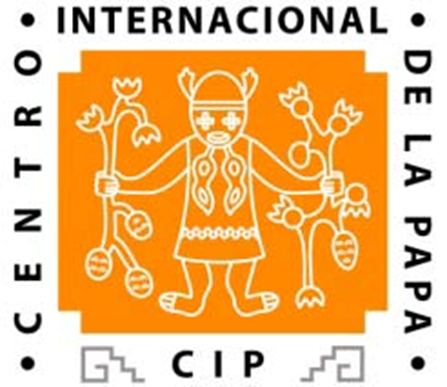 • CENTRO
• INTERNACIONAL •
DE LA PAPA •
CIP